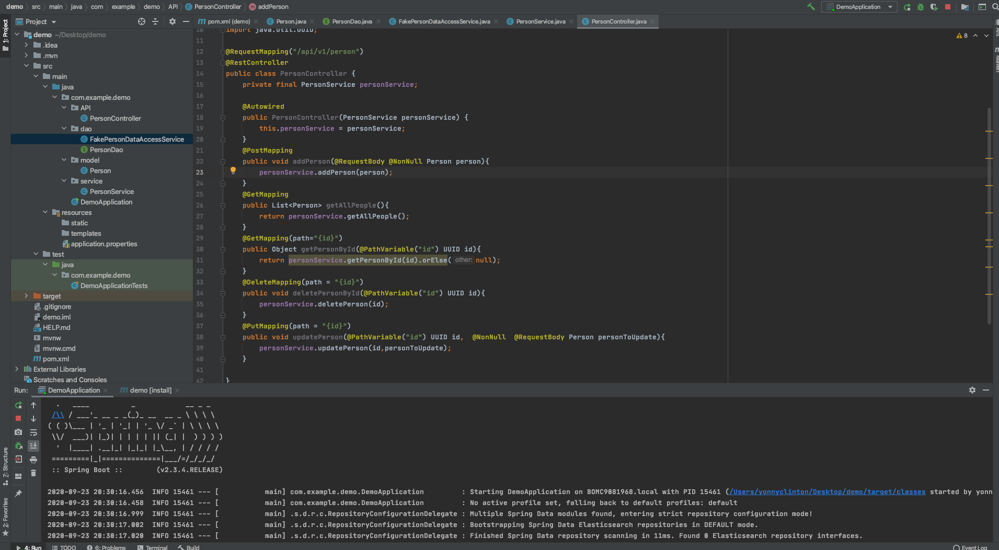 demo src main java com example demo API PersonController addPerson
DemoApplication
1: Project
Project
pom.xml (demo) Person.java PersonDao.java FakePersonDataAccessService.java PersonService.java PersonController.java
demo ~/Desktop/demo
.idea
.mvn
src
main
java
com.example.demo
API
PersonController
dao
FakePersonDataAccessService
PersonDao
model
Person
service
PersonService
DemoApplication
resources
static
templates
application.properties
test
java
com.example.demo
DemoApplicationTests
target
.gitignore
demo.iml
HELP.md
mvnw
mvnw.cmd
pom.xml
External Libraries
Scratches and Consoles
8
Ant
Maven
10 import java.util.UUID;
11
12 @RequestMapping("/api/v1/person")
13 @RestController
14 public class PersonController {
15 private final PersonService personService;
16
17 @Autowired
18 public PersonController(PersonService personService) {
19 this.personService = personService;
20 }
21 @PostMapping
22 public void addPerson(@RequestBody @NonNull Person person){
23 personService.addPerson(person);
24 }
25 @GetMapping
26 public List<Person> getAllPeople(){
27 return personService.getAllPeople();
28 }
29 @GetMapping(path="{id}")
30 public Object getPersonById(@PathVariable("id") UUID id){
31 return personService.getPersonById(id).orElse( other: null);
32 }
33 @DeleteMapping(path = "{id}")
34 public void deletePersonById(@PathVariable("id") UUID id){
35 personService.deletePerson(id);
36 }
37 @PutMapping(path = "{id}")
38 public void updatePerson(@PathVariable("id") UUID id, @NonNull @RequestBody Person personToUpdate){
39 personService.updatePerson(id,personToUpdate);
40 }
41
42 }
Run: DemoApplication demo [install]
  .   ____          _            __ _ _
 /\\ / ___'_ __ _ _(_)_ __  __ _ \ \ \ \
( ( )\___ | '_ | '_| | '_ \/ _` | \ \ \ \
 \\/  ___)| |_)| | | | | || (_| |  ) ) ) )
  '  |____| .__|_| |_|_| |_\__, | / / / /
 =========|_|==============|___/=/_/_/_/
 :: Spring Boot ::        (v2.3.4.RELEASE)
2020-09-23 20:30:16.456 INFO 15461 --- [ main] com.example.demo.DemoApplication : Starting DemoApplication on BOMC9081968.local with PID 15461 (/Users/yonnyclinton/Desktop/demo/target/classes started by yonn
2020-09-23 20:30:16.458 INFO 15461 --- [ main] com.example.demo.DemoApplication : No active profile set, falling back to default profiles: default
2020-09-23 20:30:16.999 INFO 15461 --- [ main] .s.d.r.c.RepositoryConfigurationDelegate : Multiple Spring Data modules found, entering strict repository configuration mode!
2020-09-23 20:30:17.002 INFO 15461 --- [ main] .s.d.r.c.RepositoryConfigurationDelegate : Bootstrapping Spring Data Elasticsearch repositories in DEFAULT mode.
2020-09-23 20:30:17.020 INFO 15461 --- [ main] .s.d.r.c.RepositoryConfigurationDelegate : Finished Spring Data repository scanning in 11ms. Found 0 Elasticsearch repository interfaces.
Z: Structure
2: Favorites
4: Run TODO 6: Problems Terminal Build Event Log